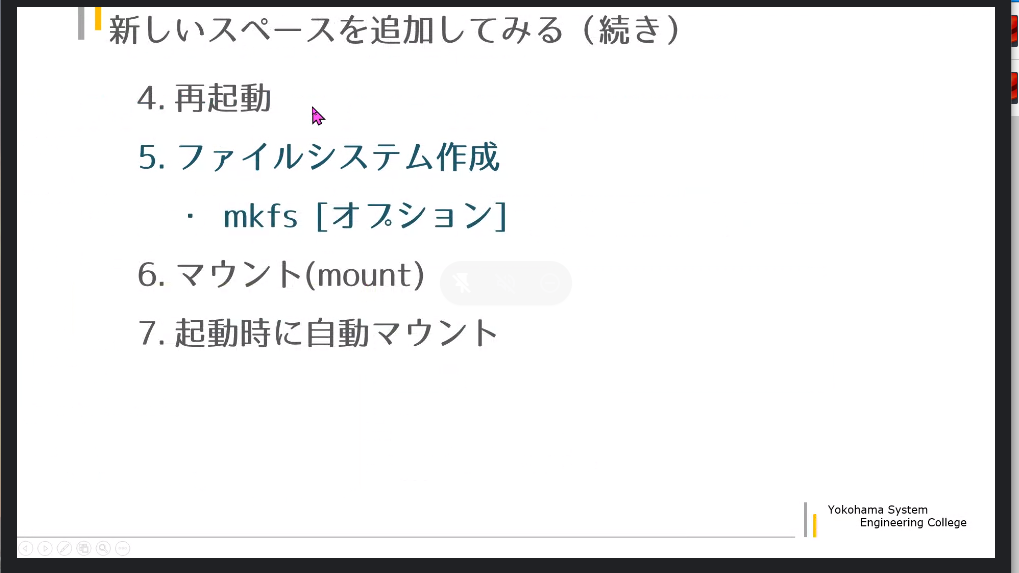 新しいスペースを追加してみる（続き）
4. 再起動
5. ファイルシステム作成
・ mkfs [オプション]
6. マウント(mount)
7. 起動時に自動マウント
Yokohama System
Engineering College